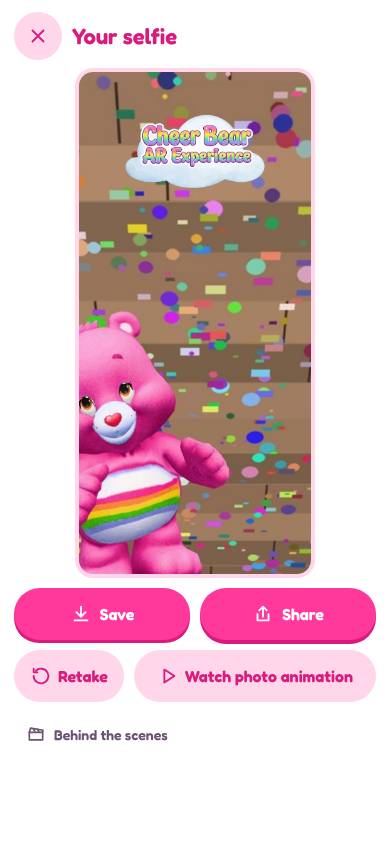 Your selfie
Cheer Bear
AR Experience
Save
Share
Retake
Watch photo animation
Behind the scenes